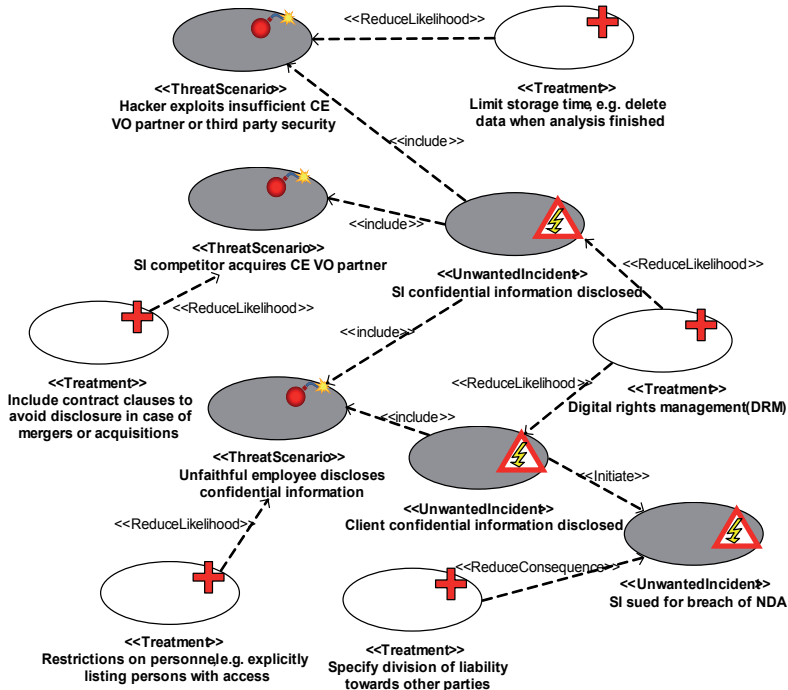 <<ReduceLikelihood>>
<<ThreatScenario>>
Hacker exploits insufficient CE
VO partner or third party security
<<Treatment>>
Limit storage time, e.g. delete
data when analysis finished
<<include>>
<<include>>
<<ThreatScenario>>
SI competitor acquires CE VO partner
<<UnwantedIncident>>
SI confidential information disclosed
<<ReduceLikelihood>>
<<ReduceLikelihood>>
<<include>>
<<Treatment>>
Include contract clauses to
avoid disclosure in case of
mergers or acquisitions
<<ReduceLikelihood>>
<<Treatment>>
Digital rights management(DRM)
<<include>>
<<ThreatScenario>>
Unfaithful employee discloses
confidential information
<<Initiate>>
<<UnwantedIncident>>
Client confidential information disclosed
<<ReduceLikelihood>>
<<ReduceConsequence>>
<<UnwantedIncident>>
SI sued for breach of NDA
<<Treatment>>
Restrictions on personnel,e.g. explicitly
listing persons with access
<<Treatment>>
Specify division of liability
towards other parties